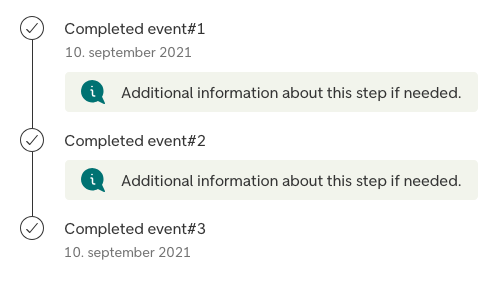 Completed event#1
10. september 2021
Additional information about this step if needed.
Completed event#2
Additional information about this step if needed.
Completed event#3
10. september 2021